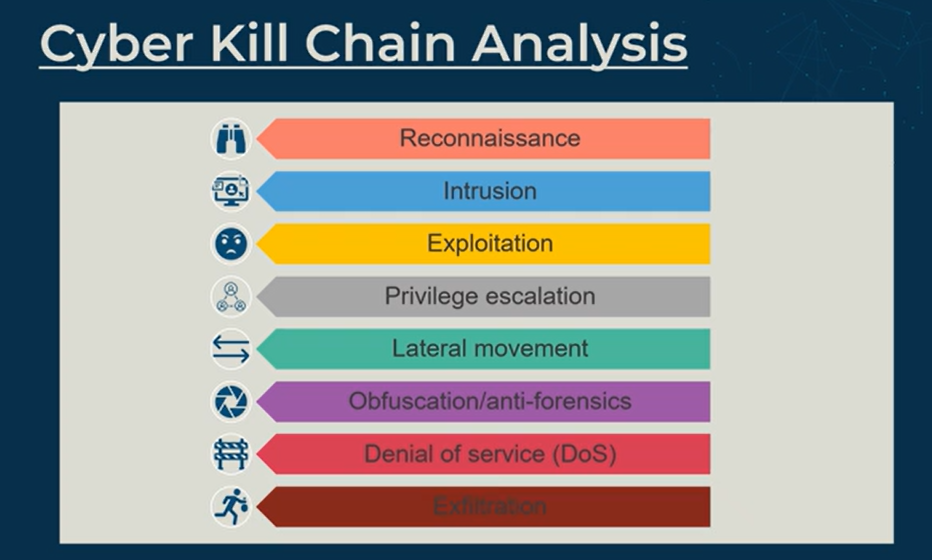 Cyber Kill Chain Analysis
Reconnaissance
Intrusion
Exploitation
Privilege escalation
Lateral movement
Obfuscation/anti-forensics
Denial of service (DoS)
Exfiltration